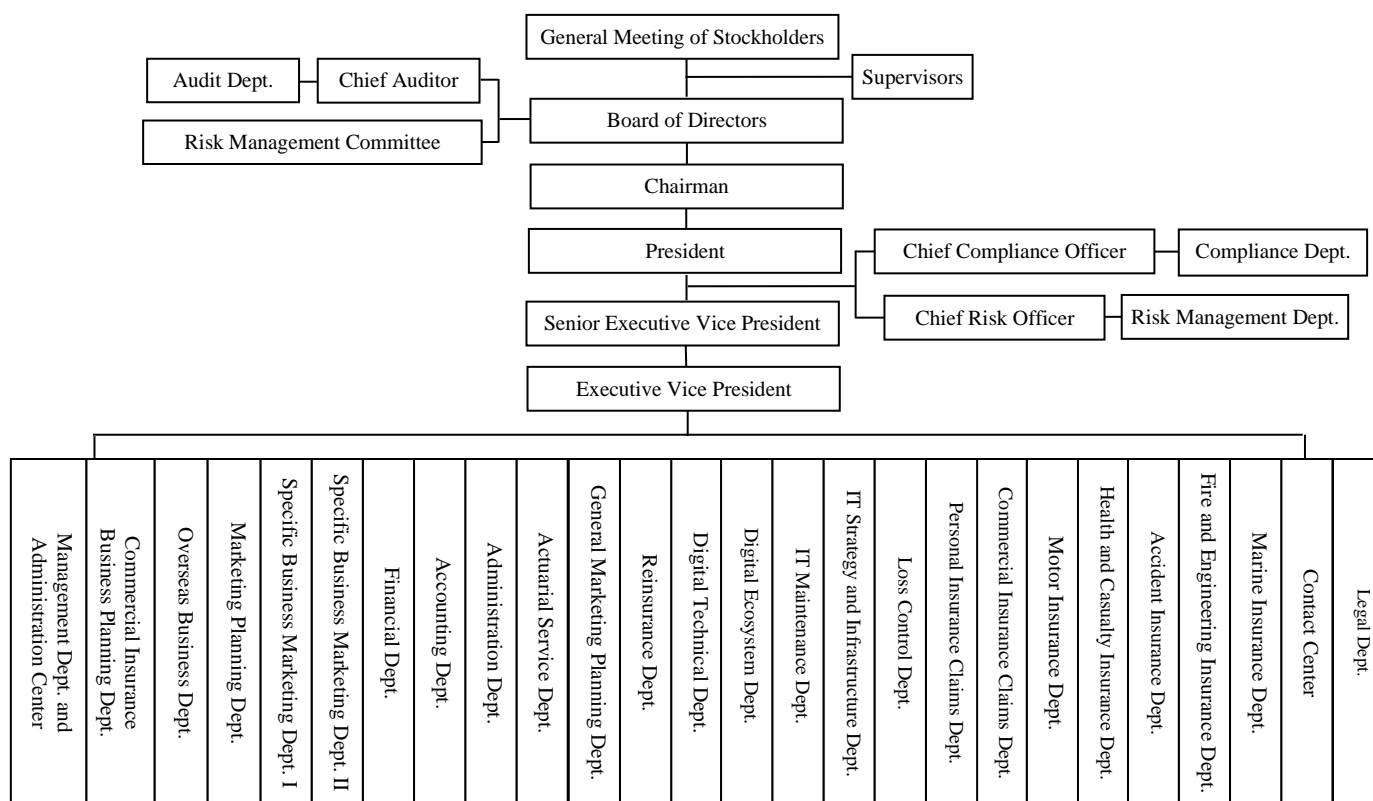 General Meeting of Stockholders
Supervisors
Audit Dept.
Chief Auditor
Board of Directors
Risk Management Committee
Chairman
President
Chief Compliance Officer
Compliance Dept.
Senior Executive Vice President
Chief Risk Officer
Risk Management Dept.
Executive Vice President
Management Dept. and
Administration Center
Commercial Insurance
Business Planning Dept.
Overseas Business Dept.
Marketing Planning Dept.
Specific Business Marketing Dept. I
Specific Business Marketing Dept. II
Financial Dept.
Accounting Dept.
Administration Dept.
Actuarial Service Dept.
General Marketing Planning Dept.
Reinsurance Dept.
Digital Technical Dept.
Digital Ecosystem Dept.
IT Maintenance Dept.
IT Strategy and Infrastructure Dept.
Loss Control Dept.
Personal Insurance Claims Dept.
Commercial Insurance Claims Dept.
Motor Insurance Dept.
Health and Casualty Insurance Dept.
Accident Insurance Dept.
Fire and Engineering Insurance Dept.
Marine Insurance Dept.
Contact Center
Legal Dept.